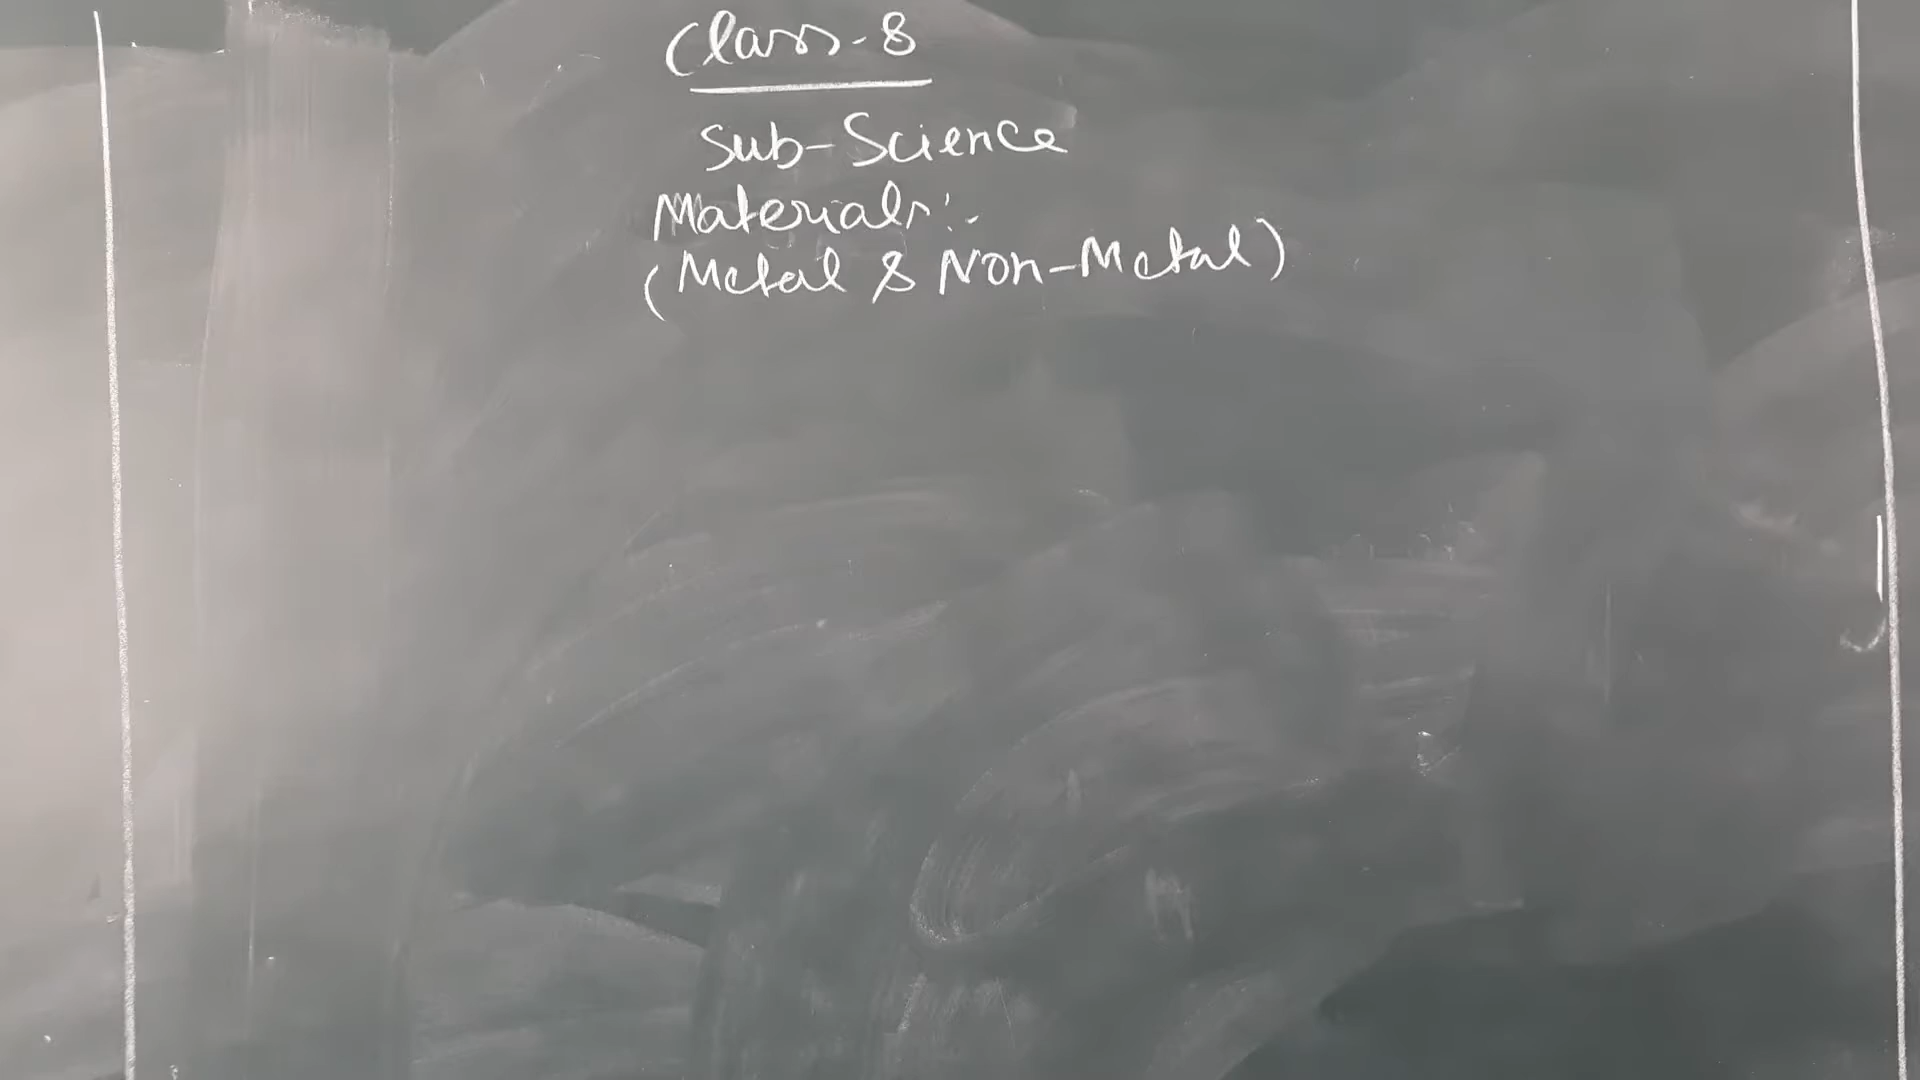 Class-8
Sub-Science
Materials:-
(Metal & Non-Metal)